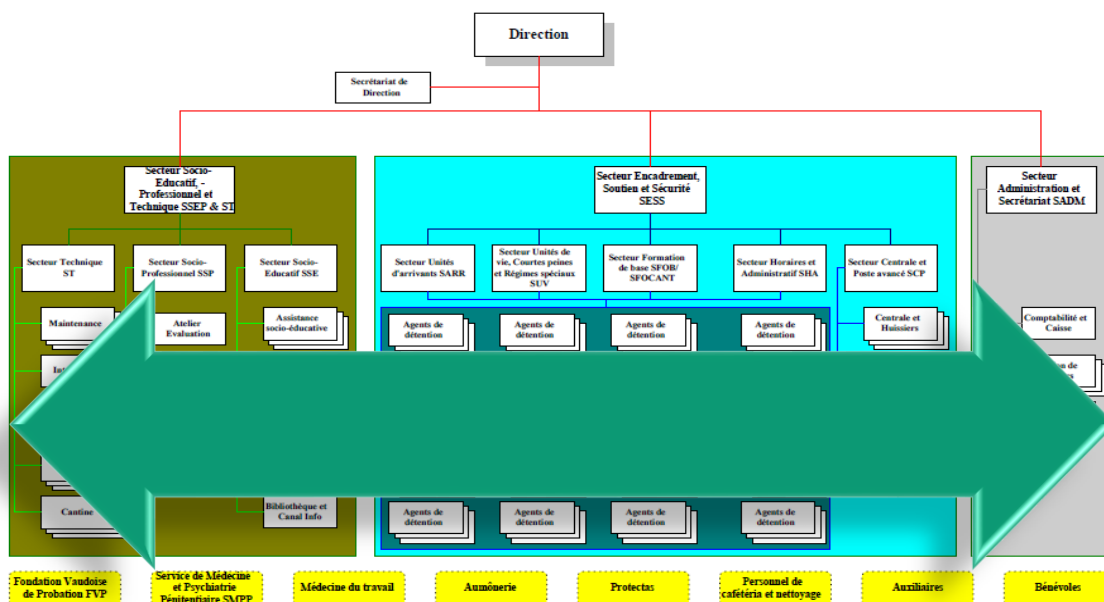 Direction
Secrétariat de
Direction
Secteur Socio-
Educatif, -
Professionnel et
Technique SSEP & ST
Secteur Encadrement,
Soutien et Sécurité
SESS
Secteur
Administration et
Secrétariat SADM
Secteur Technique
ST
Secteur Socio-
Professionnel SSP
Secteur Socio-
Educatif SSE
Secteur Unités
d'arrivants SARR
Secteur Unités de
vie, Courtes peines
et Régimes spéciaux
SUV
Secteur Formation
de base SFOB/
SFOCANT
Secteur Horaires et
Administratif SHA
Secteur Centrale et
Poste avancé SCP
Maintenance
Atelier
Evaluation
Assistance
socio-éducative
Agents de
détention
Agents de
détention
Agents de
détention
Agents de
détention
Centrale et
Huissiers
Comptabilité et
Caisse
Cantine
Bibliothèque et
Canal Info
Agents de
détention
Agents de
détention
Agents de
détention
Agents de
détention
Fondation Vaudoise
de Probation FVP
Service de Médecine
et Psychiatrie
Pénitentiaire SMPP
Médecine du travail
Aumônerie
Protectas
Personnel de
cafétéria et nettoyage
Auxiliaires
Bénévoles